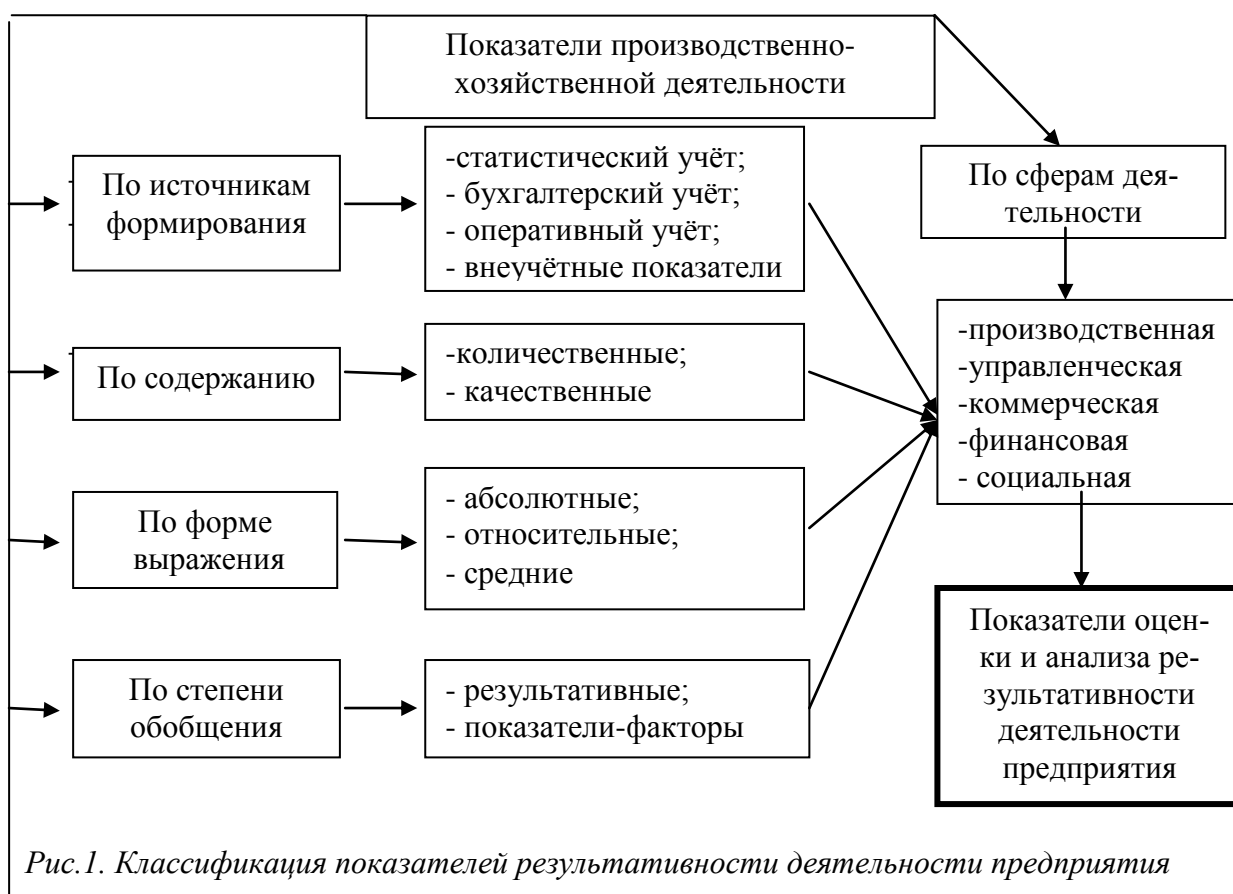 Показатели производственно-
хозяйственной деятельности
По источникам
формирования
-статистический учёт;
- бухгалтерский учёт;
- оперативный учёт;
- внеучётные показатели
По сферам дея-
тельности
По содержанию
-количественные;
- качественные
-производственная
-управленческая
-коммерческая
-финансовая
- социальная
По форме
выражения
- абсолютные;
- относительные;
- средние
По степени
обобщения
- результативные;
- показатели-факторы
Показатели оцен-
ки и анализа ре-
зультативности
деятельности
предприятия
Рис.1. Классификация показателей результативности деятельности предприятия